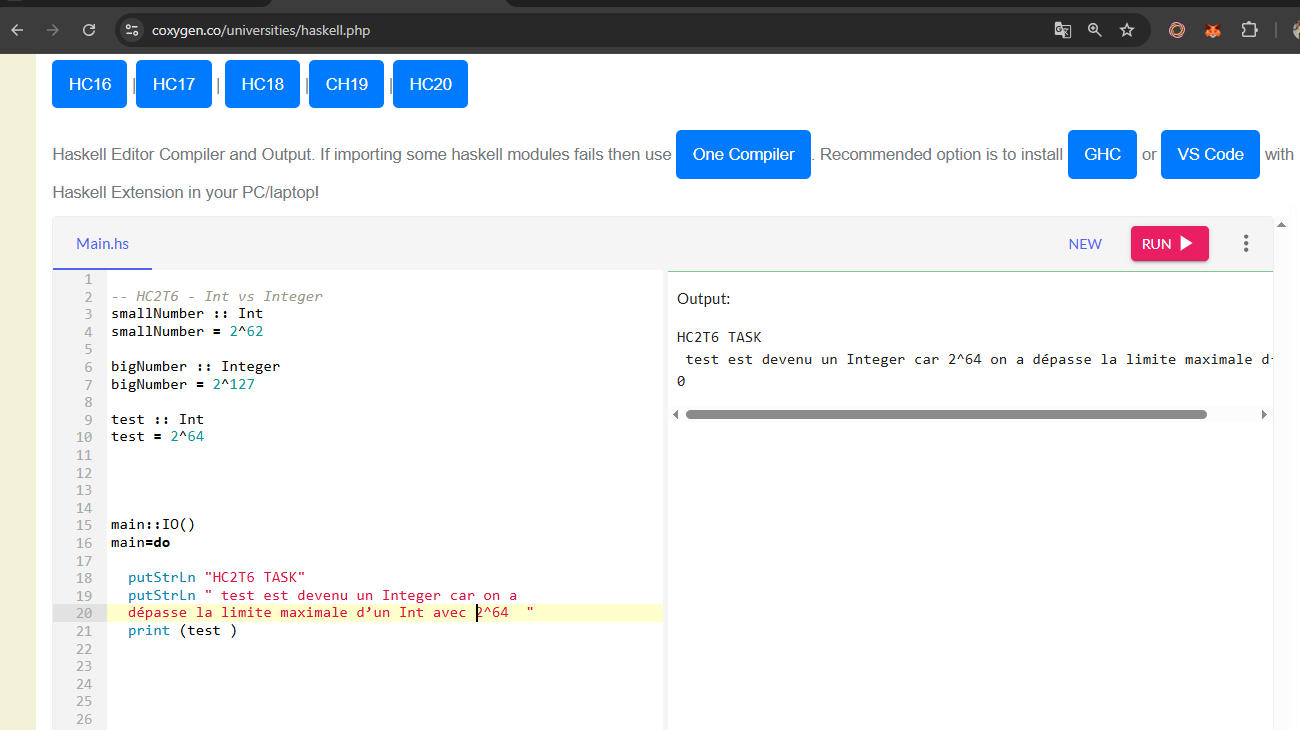 coxygen.co/universities/haskell.php
HC16 | HC17 | HC18 | CH19 | HC20
Haskell Editor Compiler and Output. If importing some haskell modules fails then use One Compiler . Recommended option is to install GHC or VS Code with
Haskell Extension in your PC/laptop!
Main.hs
NEW
RUN
1
2 -- HC2T6 - Int vs Integer
3 smallNumber :: Int
4 smallNumber = 2^62
5
6 bigNumber :: Integer
7 bigNumber = 2^127
8
9 test :: Int
10 test = 2^64
11
12
13
14
15 main::IO()
16 main=do
17
18 putStrLn "HC2T6 TASK"
19 putStrLn " test est devenu un Integer car on a
20 dépasse la limite maximale d’un Int avec 2^64  "
21 print (test )
22
23
24
25
26
Output:
HC2T6 TASK
test est devenu un Integer car 2^64 on a dépasse la limite maximale
0